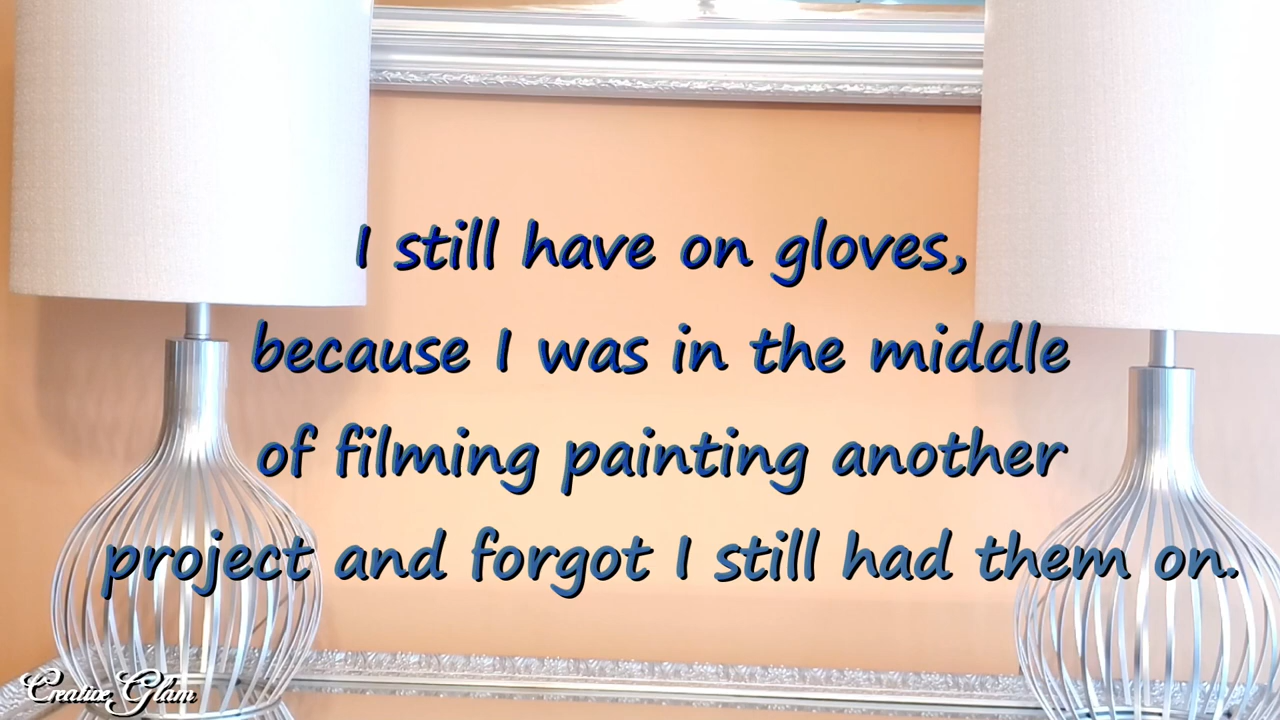 I still have on gloves,
because I was in the middle
of filming painting another
project and forgot I still had them on.
Creative Glam